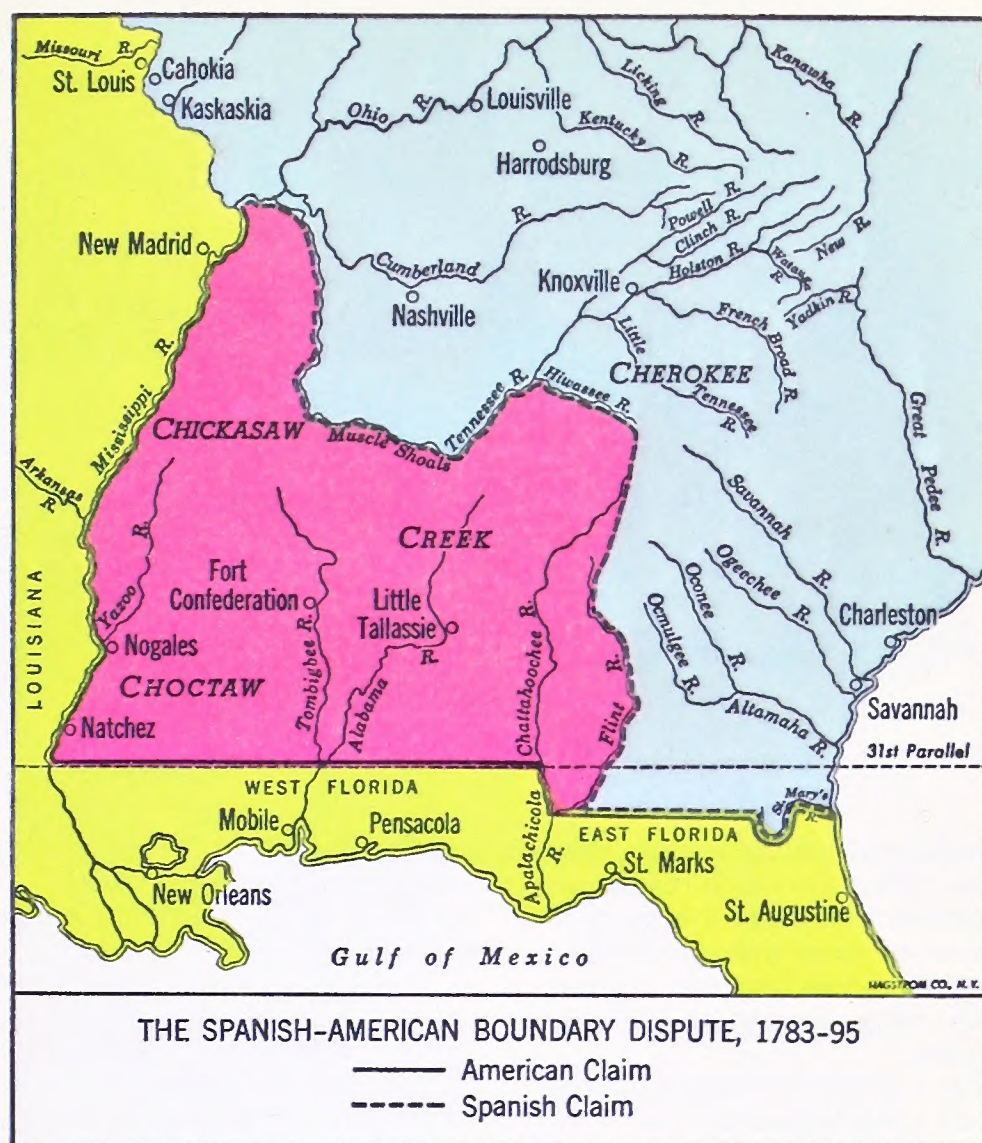 Missouri R.
St. Louis
Cahokia
Kaskaskia
Ohio R.
Louisville
Licking R.
Kanawha R.
Kentucky R.
Harrodsburg
New Madrid
Cumberland R.
Nashville
Powell R.
Clinch R.
Holston R.
Watauga R.
New R.
Knoxville
Yadkin R.
French Broad R.
Little Tennessee R.
CHEROKEE
Hiwassee R.
Tennessee R.
Muscle Shoals
Great Pedee R.
Mississippi R.
CHICKASAW
Arkansas R.
Savannah R.
CREEK
Ogeechee R.
Oconee R.
Ocmulgee R.
Altamaha R.
Charleston
Savannah
LOUISIANA
Yazoo R.
Fort
Confederation
Little
Tallassie
Nogales
CHOCTAW
Tombigbee R.
Alabama R.
Chattahoochee R.
Flint R.
Natchez
31st Parallel
WEST FLORIDA
Mary's R.
Mobile
Pensacola
Apalachicola R.
EAST FLORIDA
St. Marks
New Orleans
St. Augustine
Gulf of Mexico
HAGSTROM CO., N.Y.
THE SPANISH-AMERICAN BOUNDARY DISPUTE, 1783-95
American Claim
Spanish Claim